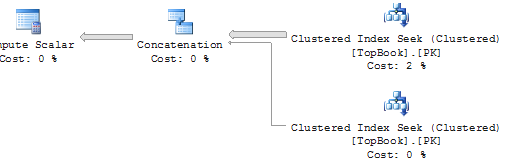 Clustered Index Seek (Clustered)
[TopBook].[PK]
Cost: 2 %
Concatenation
Cost: 0 %
mpute Scalar
Cost: 0 %
Clustered Index Seek (Clustered)
[TopBook].[PK]
Cost: 0 %